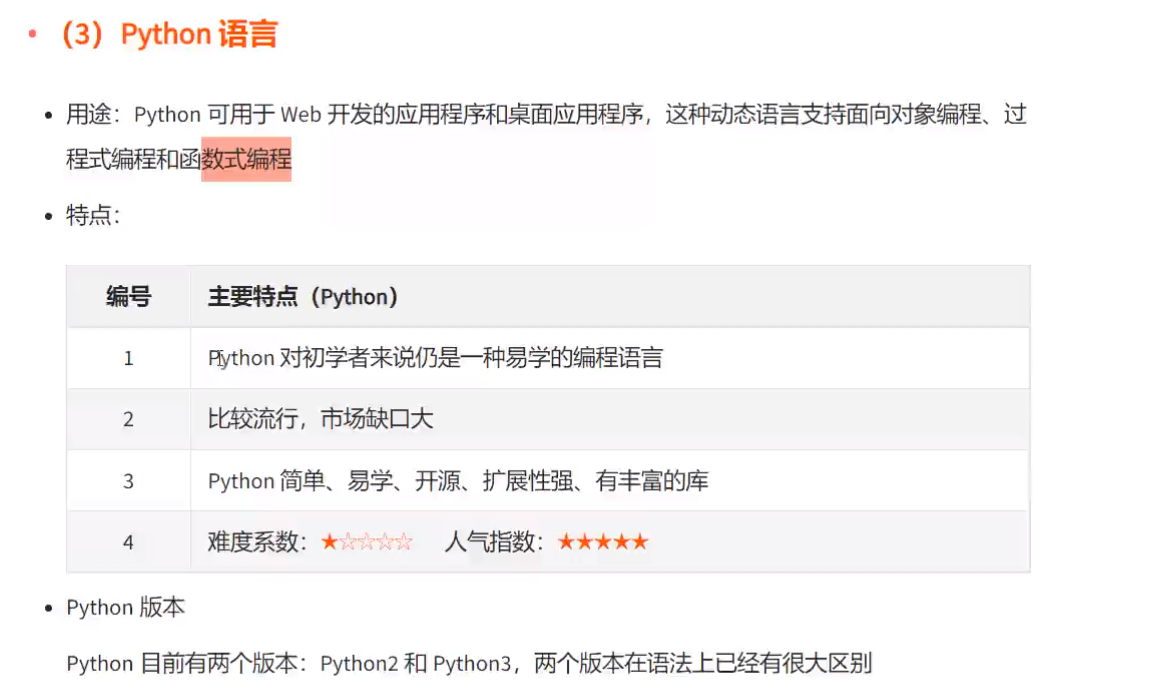 （3）Python 语言
用途：Python 可用于 Web 开发的应用程序和桌面应用程序，这种动态语言支持面向对象编程、过
程式编程和函数式编程
特点：
编号 主要特点（Python）
1 Python 对初学者来说仍是一种易学的编程语言
2 比较流行，市场缺口大
3 Python 简单、易学、开源、扩展性强、有丰富的库
4 难度系数：★☆☆☆☆ 人气指数：★★★★★
Python 版本
Python 目前有两个版本：Python2 和 Python3，两个版本在语法上已经有很大区别